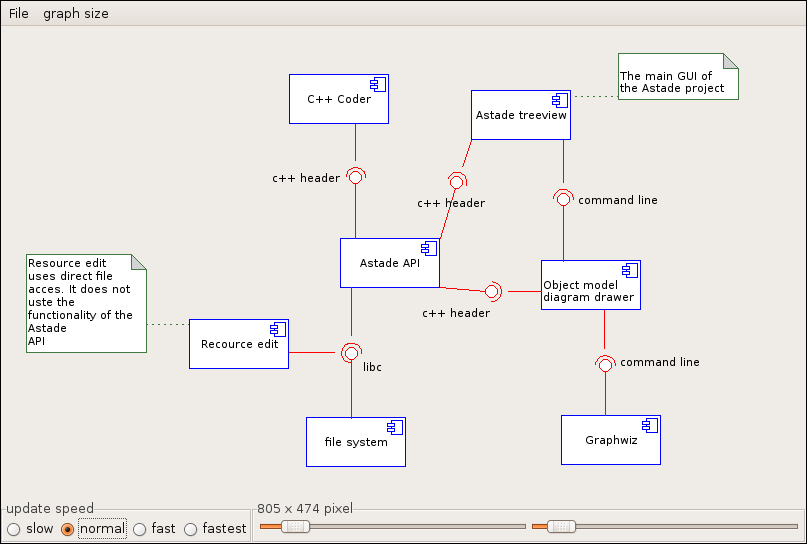 File graph size
The main GUI of
the Astade project
C++ Coder
Astade treeview
c++ header
command line
c++ header
Astade API
Resource edit
uses direct file
acces. It does not
uste the
functionality of the
Astade
API
Object model
diagram drawer
c++ header
Recource edit
libc
command line
file system
Graphwiz
update speed
805 x 474 pixel
slow normal fast fastest